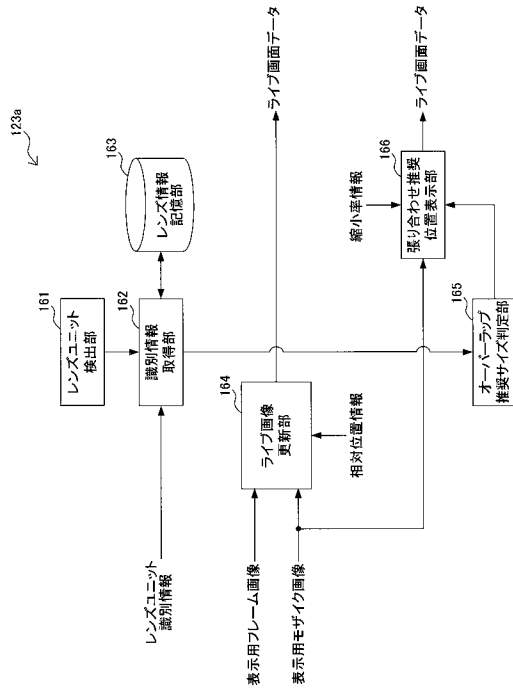 123a
161
レンズユニット
検出部
162
識別情報
取得部
163
レンズ情報
記憶部
レンズユニット
識別情報
164
ライブ画像
更新部
表示用フレーム画像
表示用モザイク画像
相対位置情報
ライブ画面データ
165
オーバーラップ
推奨サイズ判定部
縮小率情報
166
張り合わせ推奨
位置表示部
ライブ画面データ